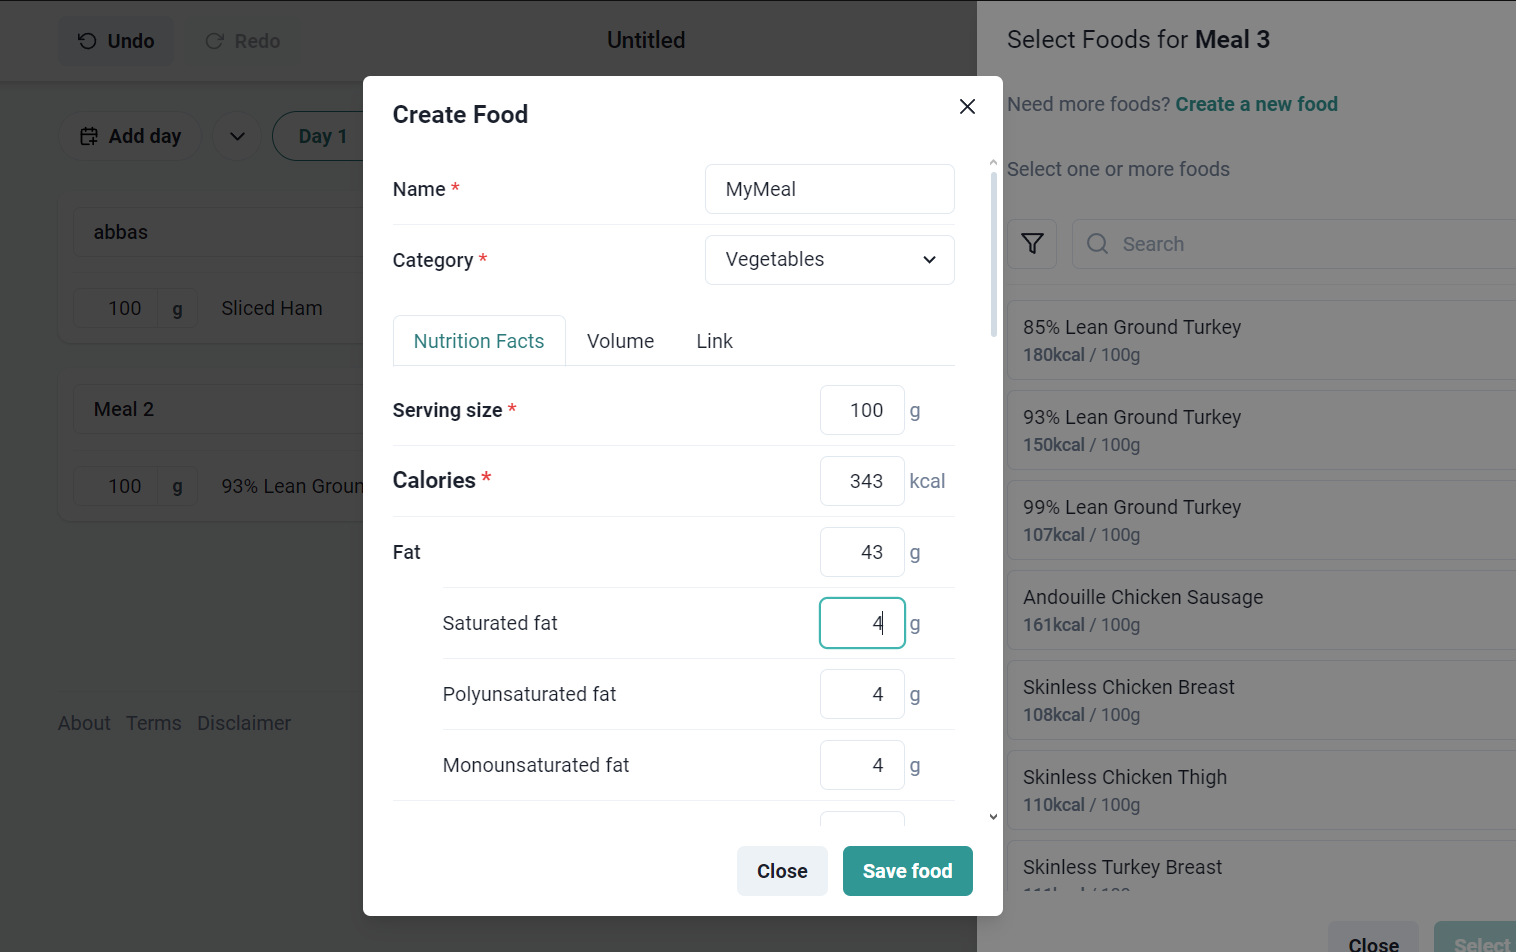 Undo
Redo
Untitled
Select Foods for Meal 3
Need more foods? Create a new food
Select one or more foods
Search
85% Lean Ground Turkey
180kcal / 100g
93% Lean Ground Turkey
150kcal / 100g
99% Lean Ground Turkey
107kcal / 100g
Andouille Chicken Sausage
161kcal / 100g
Skinless Chicken Breast
108kcal / 100g
Skinless Chicken Thigh
110kcal / 100g
Skinless Turkey Breast
Close
Select
Add day
Day 1
abbas
100 g Sliced Ham
Meal 2
100 g 93% Lean Groun
About Terms Disclaimer
Create Food
Name * MyMeal
Category * Vegetables
Nutrition Facts Volume Link
Serving size * 100 g
Calories * 343 kcal
Fat 43 g
Saturated fat 4 g
Polyunsaturated fat 4 g
Monounsaturated fat 4 g
Close Save food